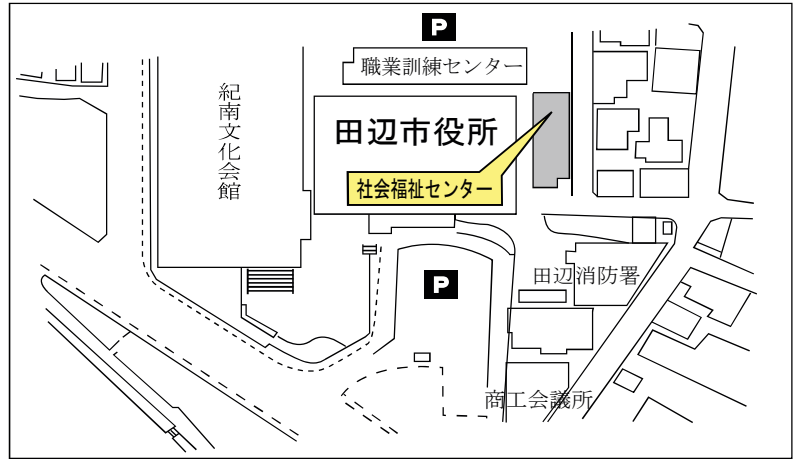 P
職業訓練センター
紀南文化会館
田辺市役所
社会福祉センター
P
田辺消防署
商工会議所